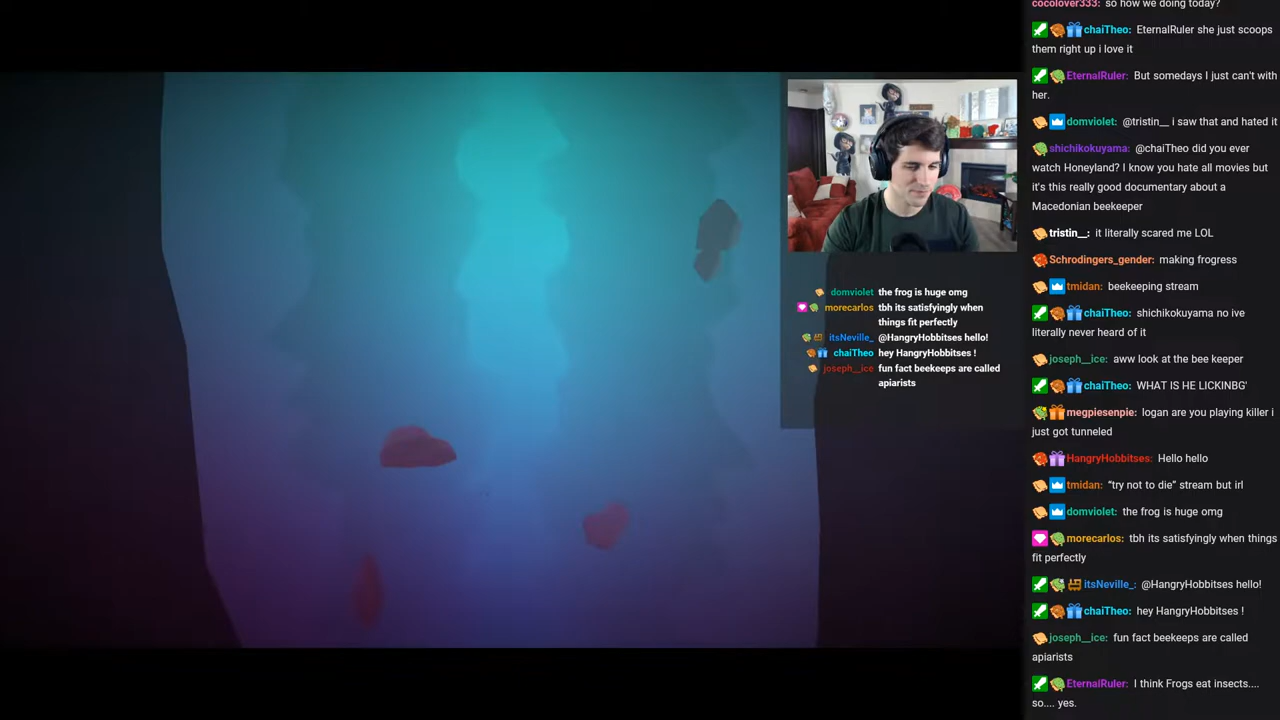 domviolet the frog is huge omg
morecarlos tbh its satisfyingly when
things fit perfectly
itsNeville_ @HangryHobbitses hello!
chaiTheo hey HangryHobbitses !
joseph__ice fun fact beekeeps are called
apiarists
cocolover333: so how we doing today?
chaiTheo: EternalRuler she just scoops
them right up i love it
EternalRuler: But somedays I just can't with
her.
domviolet: @tristin__ i saw that and hated it
shichikokuyama: @chaiTheo did you ever
watch Honeyland? I know you hate all movies but
it's this really good documentary about a
Macedonian beekeeper
tristin__: it literally scared me LOL
Schrodingers_gender: making frogress
tmidan: beekeeping stream
chaiTheo: shichikokuyama no ive
literally never heard of it
joseph__ice: aww look at the bee keeper
chaiTheo: WHAT IS HE LICKINBG'
megpiesenpie: logan are you playing killer i
just got tunneled
HangryHobbitses: Hello hello
tmidan: “try not to die” stream but irl
domviolet: the frog is huge omg
morecarlos: tbh its satisfyingly when things
fit perfectly
itsNeville_: @HangryHobbitses hello!
chaiTheo: hey HangryHobbitses !
joseph__ice: fun fact beekeeps are called
apiarists
EternalRuler: I think Frogs eat insects....
so.... yes.